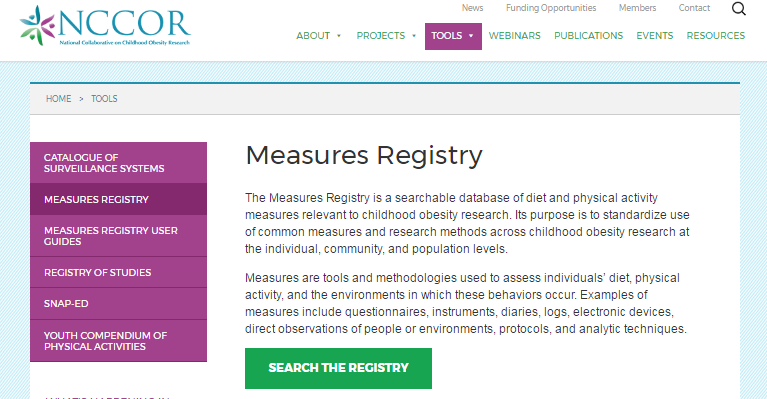 NCCOR
National Collaborative on Childhood Obesity Research
News Funding Opportunities Members Contact
ABOUT PROJECTS TOOLS WEBINARS PUBLICATIONS EVENTS RESOURCES
HOME > TOOLS
CATALOGUE OF
SURVEILLANCE SYSTEMS
MEASURES REGISTRY
MEASURES REGISTRY USER
GUIDES
REGISTRY OF STUDIES
SNAP-ED
YOUTH COMPENDIUM OF
PHYSICAL ACTIVITIES
Measures Registry
The Measures Registry is a searchable database of diet and physical activity
measures relevant to childhood obesity research. Its purpose is to standardize use
of common measures and research methods across childhood obesity research at
the individual, community, and population levels.
Measures are tools and methodologies used to assess individuals’ diet, physical
activity, and the environments in which these behaviors occur. Examples of
measures include questionnaires, instruments, diaries, logs, electronic devices,
direct observations of people or environments, protocols, and analytic techniques.
SEARCH THE REGISTRY